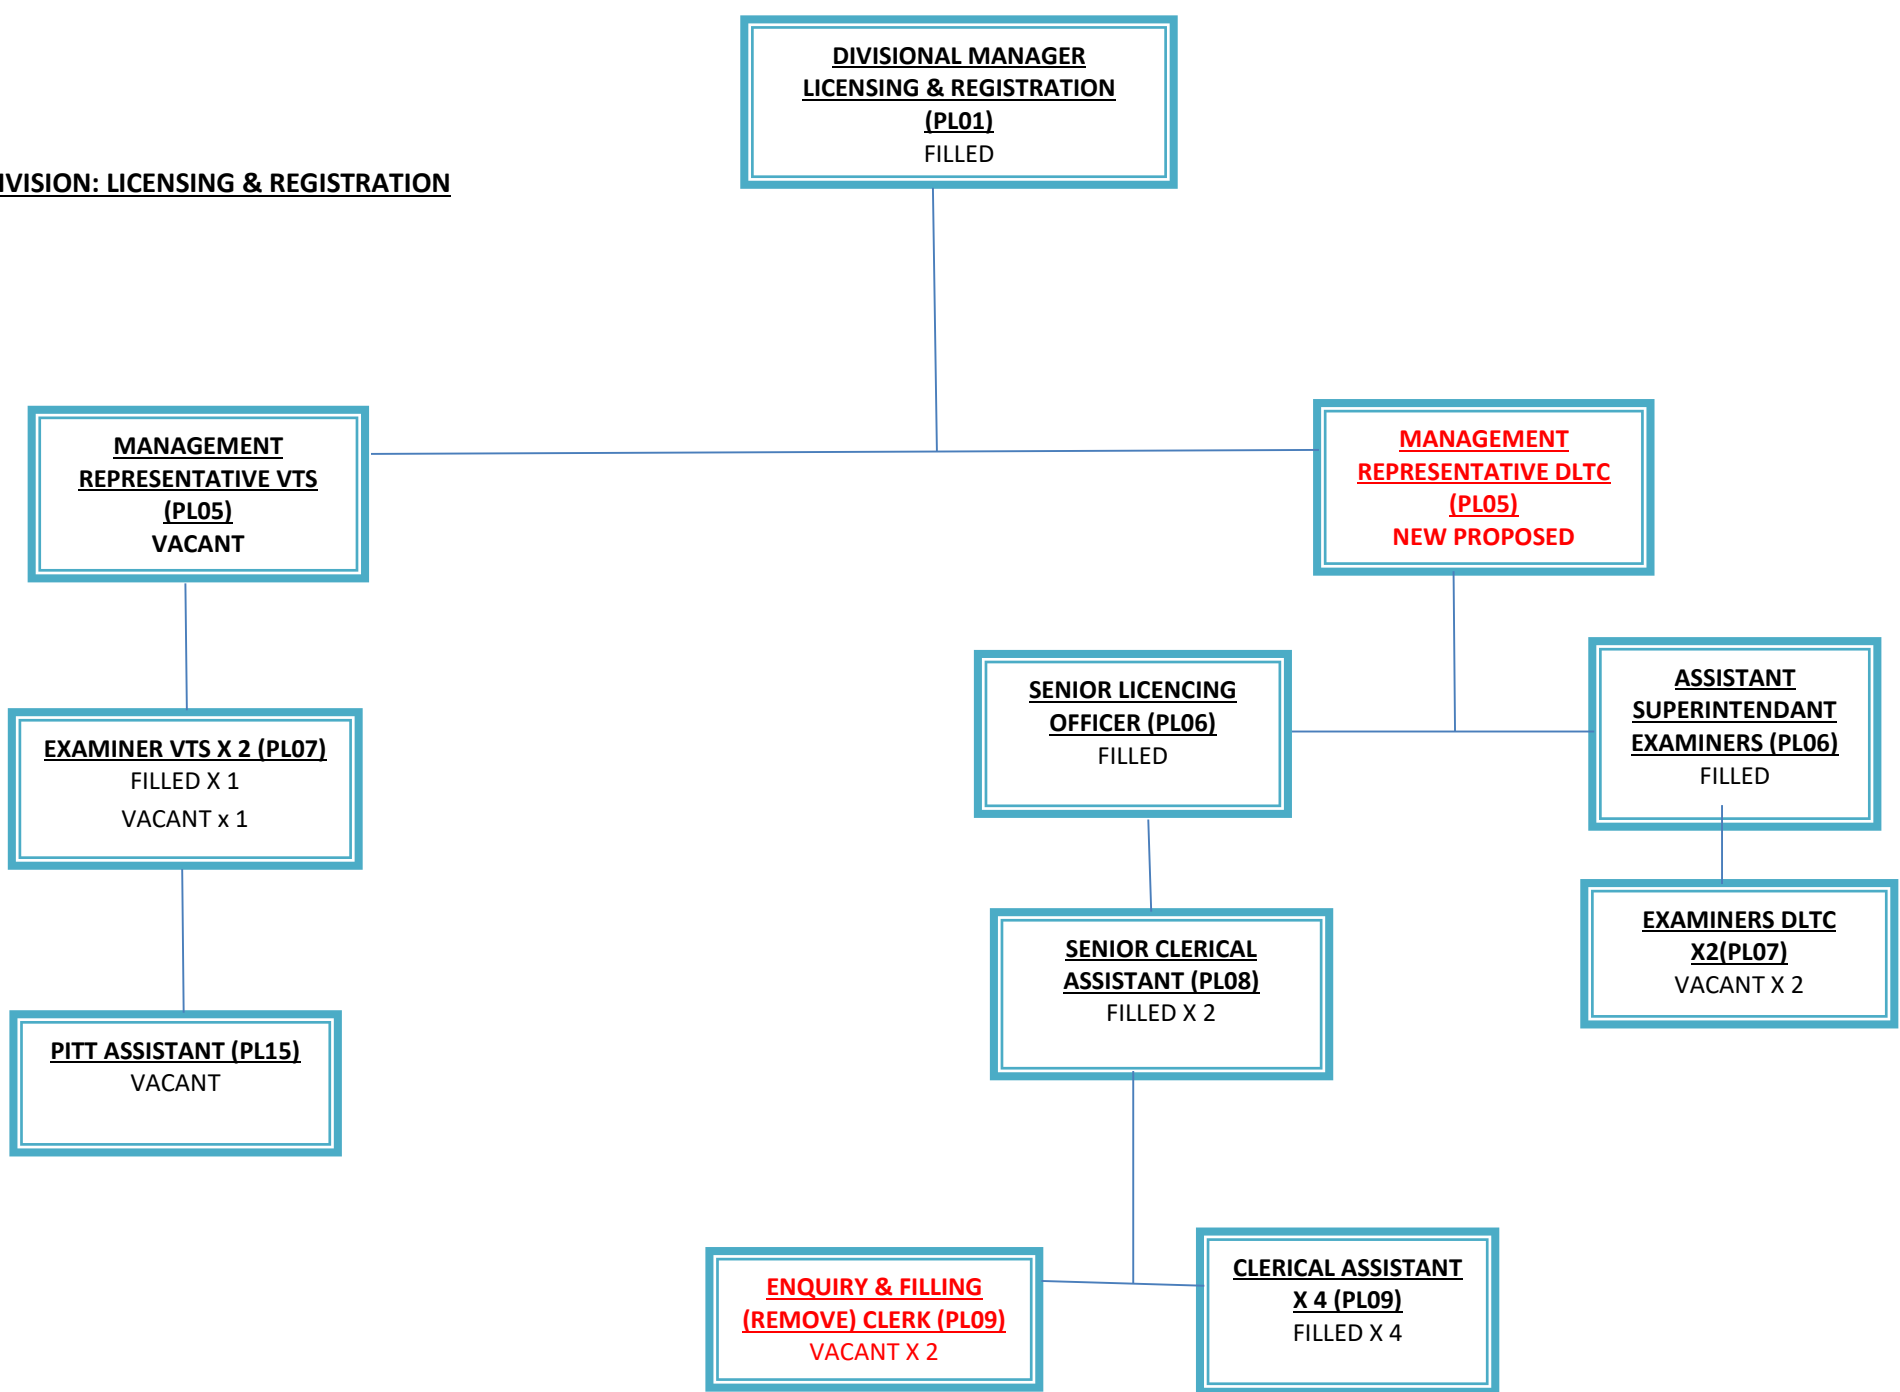 DIVISIONAL MANAGER
LICENSING & REGISTRATION
(PL01)
FILLED
IVISION: LICENSING & REGISTRATION
MANAGEMENT
REPRESENTATIVE VTS
(PL05)
VACANT
MANAGEMENT
REPRESENTATIVE DLTC
(PL05)
NEW PROPOSED
SENIOR LICENCING
OFFICER (PL06)
FILLED
ASSISTANT
SUPERINTENDANT
EXAMINERS (PL06)
FILLED
EXAMINER VTS X 2 (PL07)
FILLED X 1
VACANT x 1
SENIOR CLERICAL
ASSISTANT (PL08)
FILLED X 2
EXAMINERS DLTC
X2(PL07)
VACANT X 2
PITT ASSISTANT (PL15)
VACANT
ENQUIRY & FILLING
(REMOVE) CLERK (PL09)
VACANT X 2
CLERICAL ASSISTANT
X 4 (PL09)
FILLED X 4